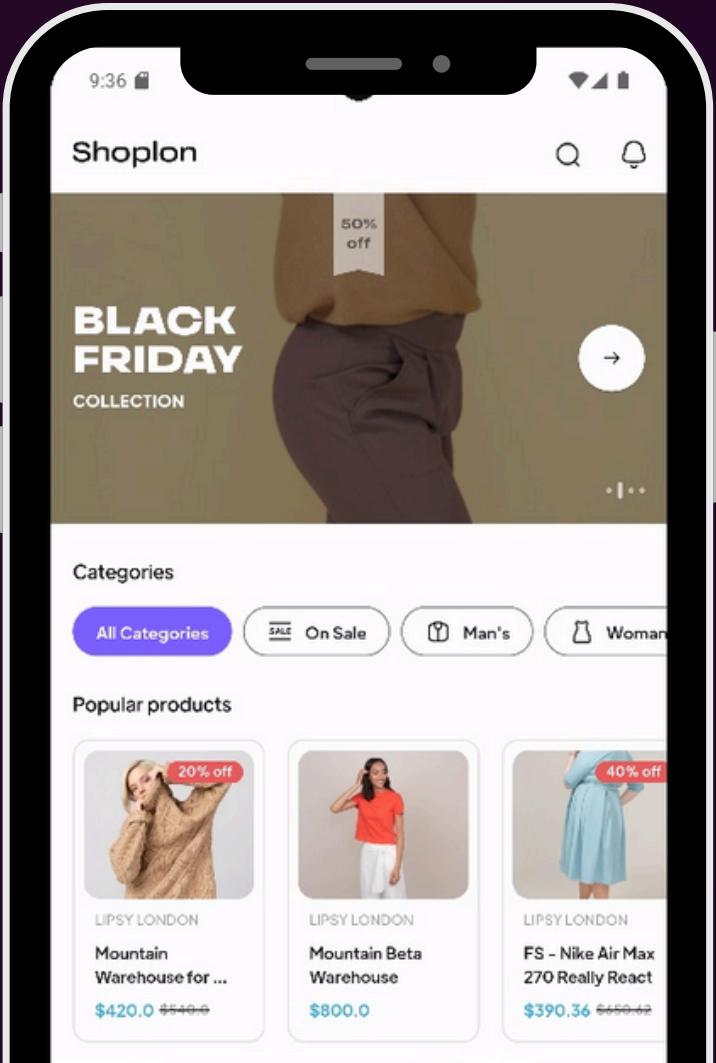 9:36
Shoplon
50%
off
BLACK
FRIDAY
COLLECTION
Categories
All Categories
SALE On Sale
Man's
Woman
Popular products
20% off
40% off
LIPSY LONDON
Mountain
Warehouse for ...
$420.0 $540.0
LIPSY LONDON
Mountain Beta
Warehouse
$800.0
LIPSY LONDON
FS - Nike Air Max
270 Really React
$390.36 $650.62